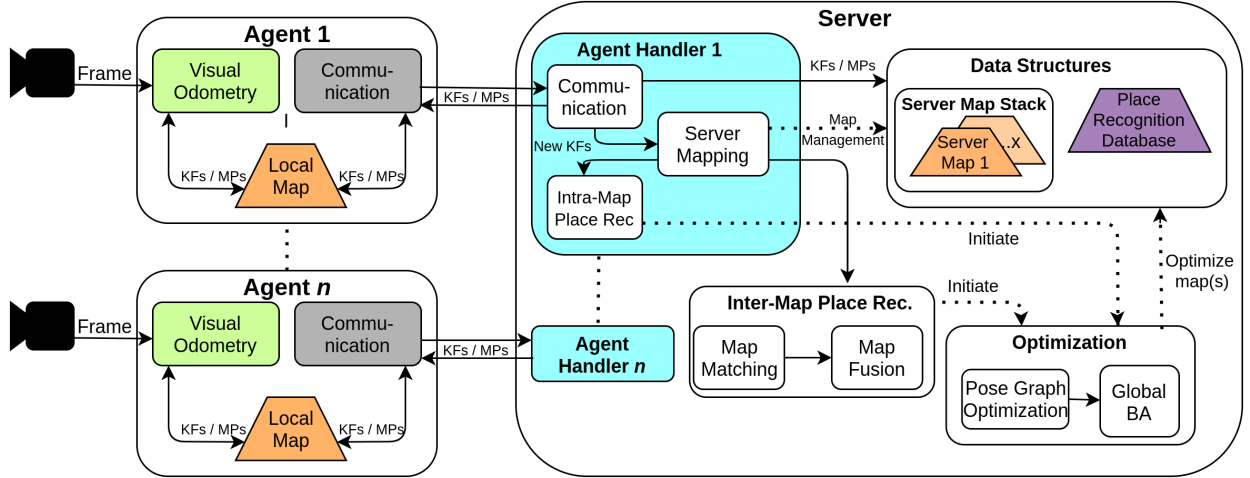 Agent 1
Frame
Visual
Odometry
Commu-
nication
KFs / MPs
Local
Map
KFs / MPs
KFs / MPs
Agent n
Frame
Visual
Odometry
Commu-
nication
KFs / MPs
Local
Map
KFs / MPs
KFs / MPs
Server
Agent Handler 1
Commu-
nication
New KFs
Server
Mapping
Intra-Map
Place Rec
Agent
Handler n
KFs / MPs
Map
Management
Data Structures
Server Map Stack
Server
Map 1
..x
Place
Recognition
Database
Initiate
Initiate
Optimize
map(s)
Inter-Map Place Rec.
Map
Matching
Map
Fusion
Optimization
Pose Graph
Optimization
Global
BA